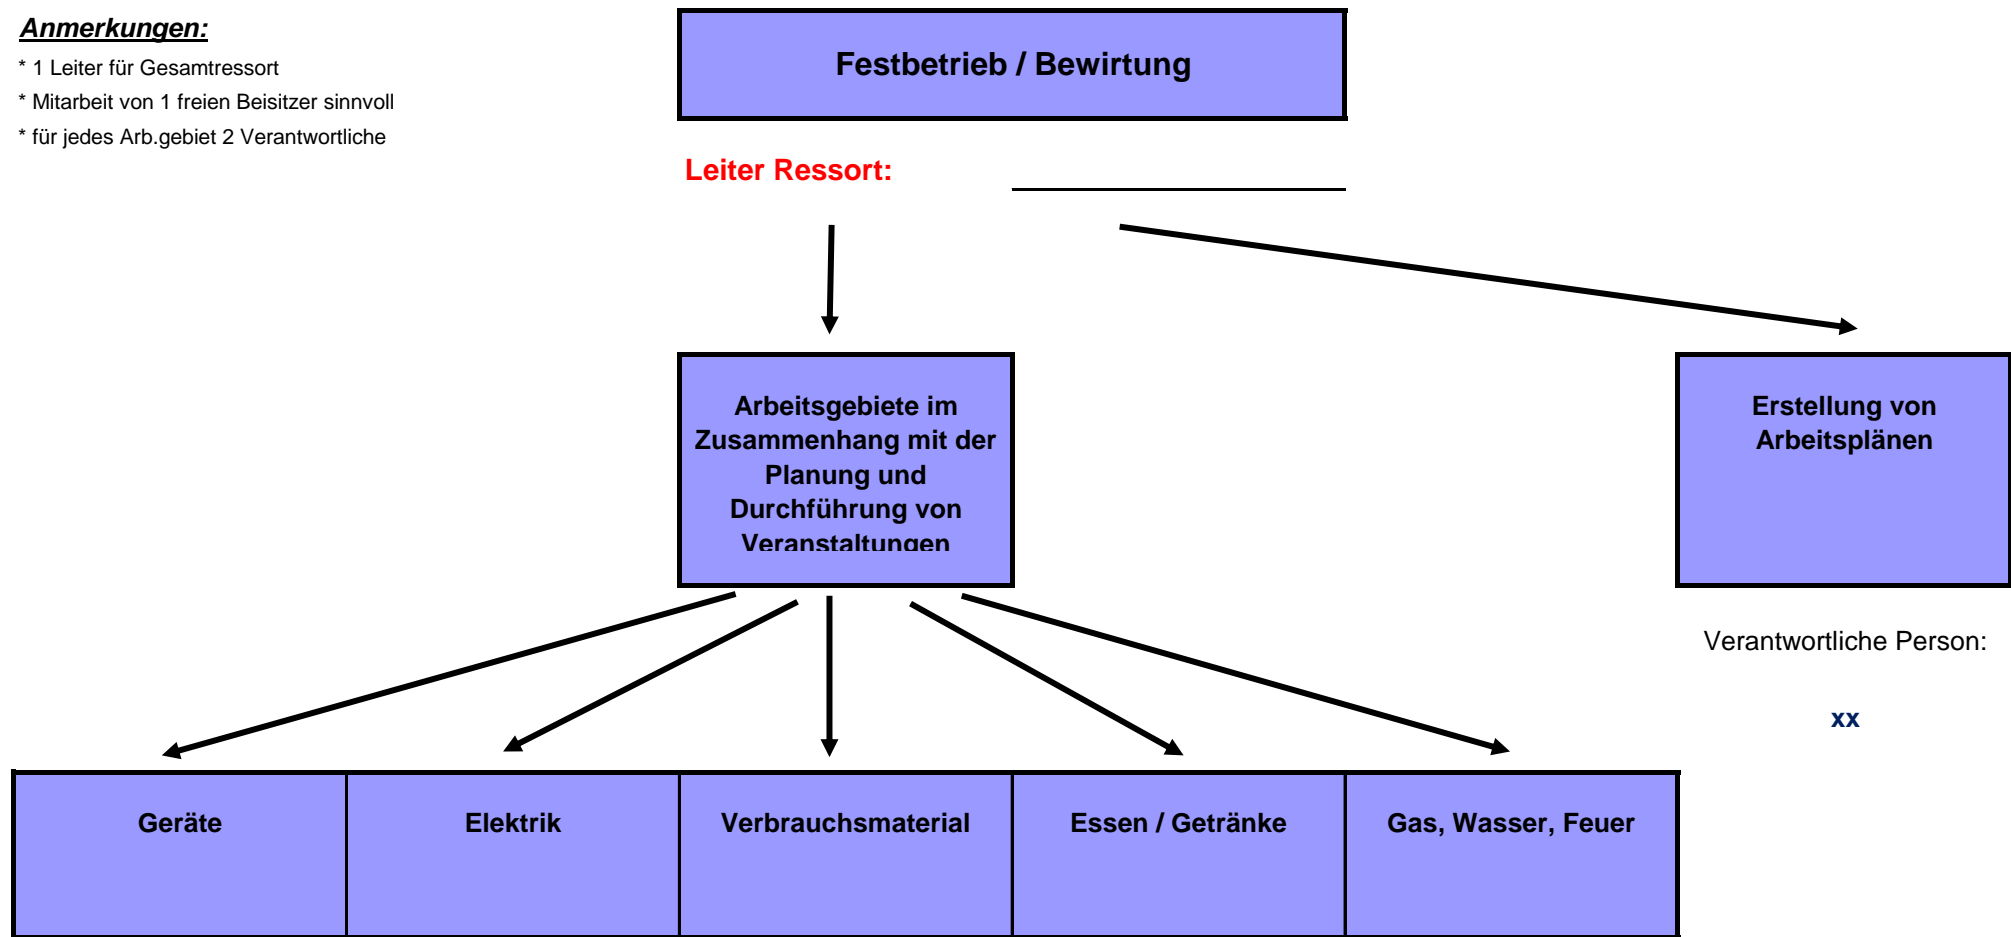 Anmerkungen:
* 1 Leiter für Gesamtressort
* Mitarbeit von 1 freien Beisitzer sinnvoll
* für jedes Arb.gebiet 2 Verantwortliche
Festbetrieb / Bewirtung
Leiter Ressort:
Arbeitsgebiete im
Zusammenhang mit der
Planung und
Durchführung von
Veranstaltungen
Erstellung von
Arbeitsplänen
Verantwortliche Person:
xx
Geräte
Elektrik
Verbrauchsmaterial
Essen / Getränke
Gas, Wasser, Feuer